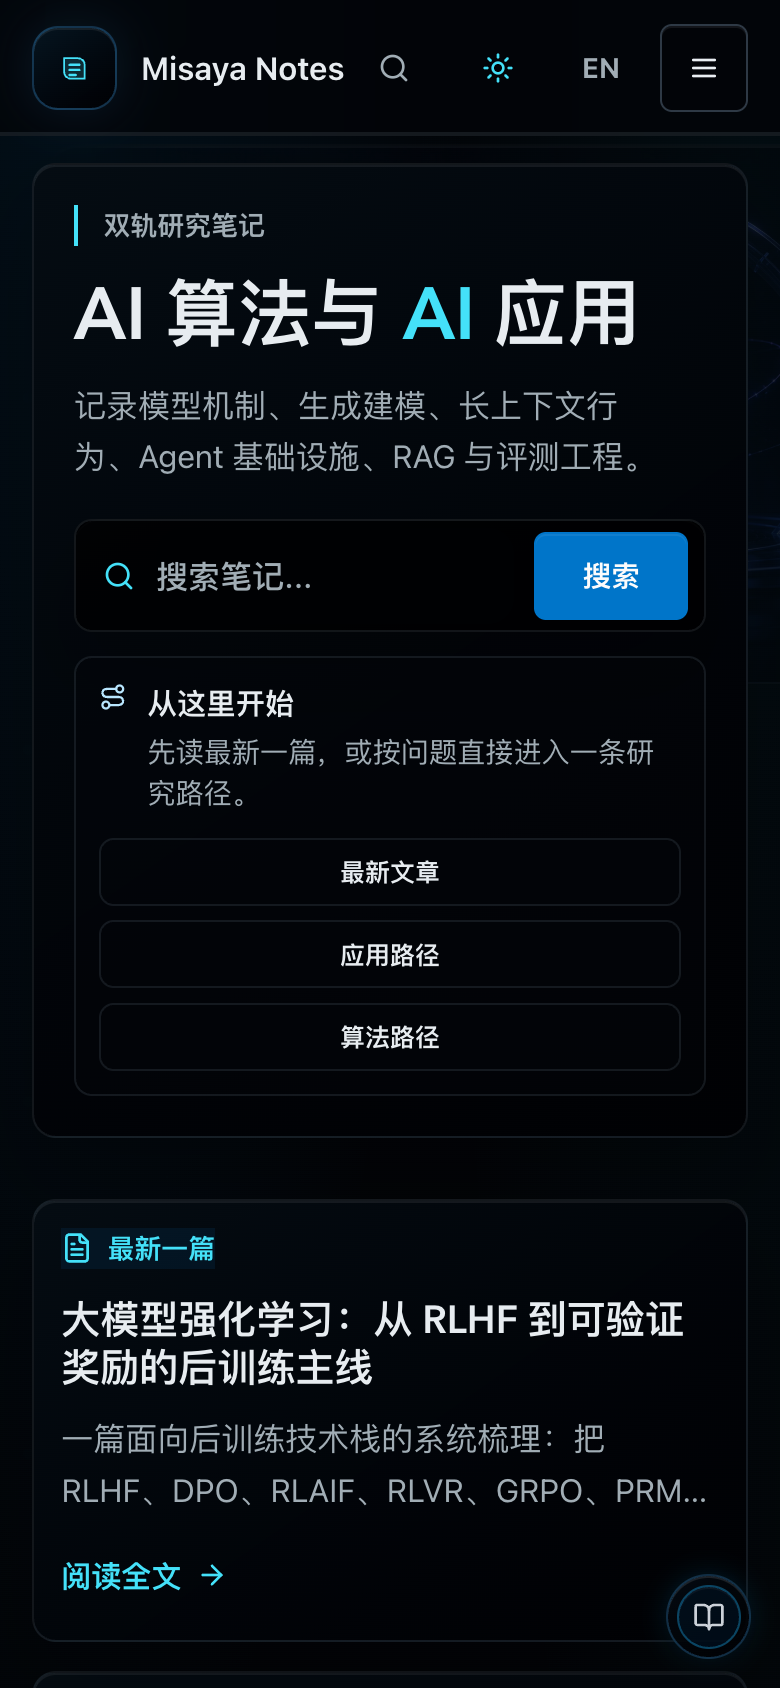 Misaya Notes
EN
双轨研究笔记
AI 算法与 AI 应用
记录模型机制、生成建模、长上下文行
为、Agent 基础设施、RAG 与评测工程。
搜索笔记...
搜索
从这里开始
先读最新一篇，或按问题直接进入一条研
究路径。
最新文章
应用路径
算法路径
最新一篇
大模型强化学习：从 RLHF 到可验证
奖励的后训练主线
一篇面向后训练技术栈的系统梳理：把
RLHF、DPO、RLAIF、RLVR、GRPO、PRM...
阅读全文